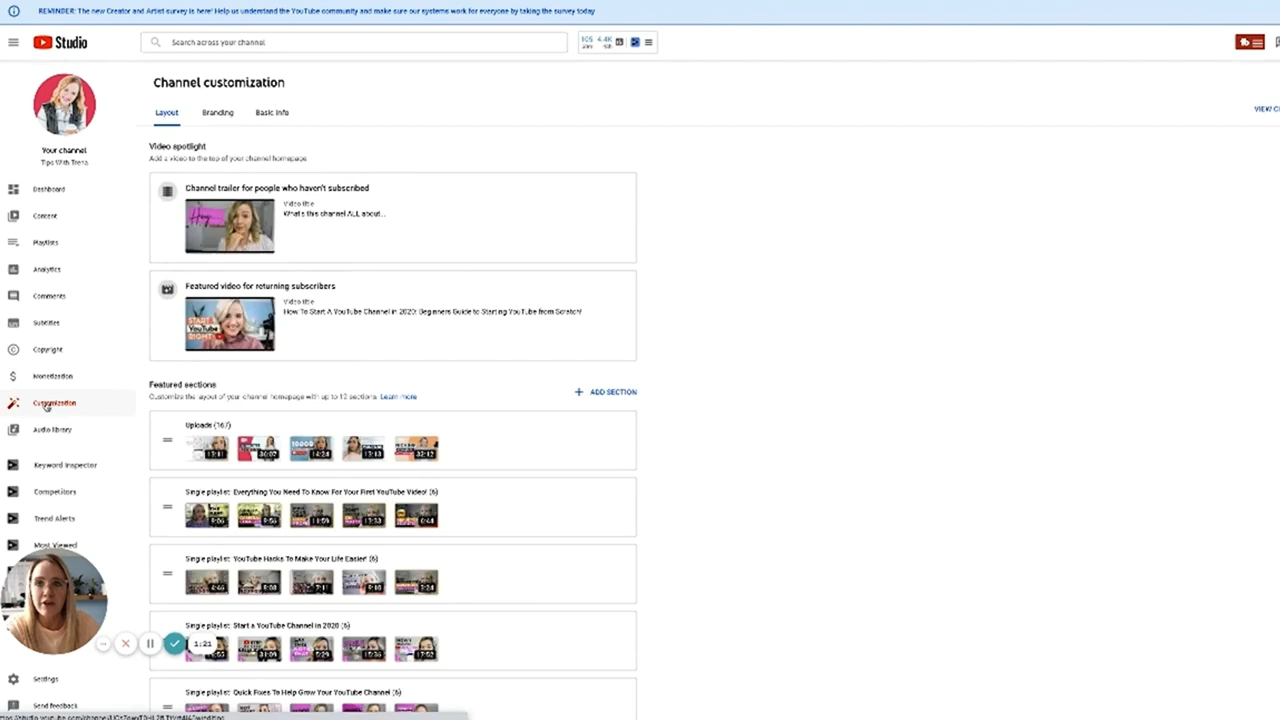 REMINDER: The new Creator and Artist survey is here! Help us understand the YouTube community and make sure our systems work for everyone by taking the survey today
Studio
Search across your channel
4.4K
Channel customization
Layout
Branding
Basic info
VIEW C
Your channel
Tips With Trena
Dashboard
Content
Playlists
Analytics
Comments
Subtitles
Copyright
Monetization
Customization
Audio library
Keyword Inspector
Competitors
Trend Alerts
Most Viewed
Settings
Send feedback
Video spotlight
Add a video to the top of your channel homepage
Channel trailer for people who haven't subscribed
Video title
What's this channel ALL about...
Featured video for returning subscribers
Video title
How To Start A YouTube Channel in 2020: Beginners Guide to Starting YouTube from Scratch!
START A
YouTube
RIGHT
Featured sections
ADD SECTION
Customize the layout of your channel homepage with up to 12 sections. Learn more
Uploads (167)
Single playlist: Everything You Need To Know For Your First YouTube Video! (6)
Single playlist: YouTube Hacks To Make Your Life Easier! (6)
Single playlist: Start a YouTube Channel in 2020 (6)
Single playlist: Quick Fixes To Help Grow Your YouTube Channel (6)
1:21